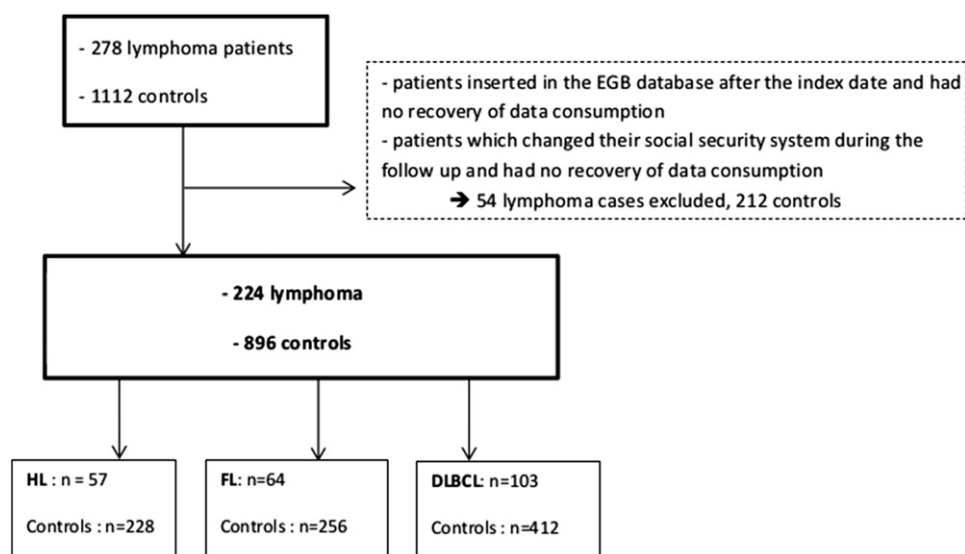 - 278 lymphoma patients
- 1112 controls
- patients inserted in the EGB database after the index date and had
no recovery of data consumption
- patients which changed their social security system during the
follow up and had no recovery of data consumption
➔ 54 lymphoma cases excluded, 212 controls
- 224 lymphoma
- 896 controls
HL : n = 57
Controls : n=228
FL: n=64
Controls : n=256
DLBCL: n=103
Controls : n=412